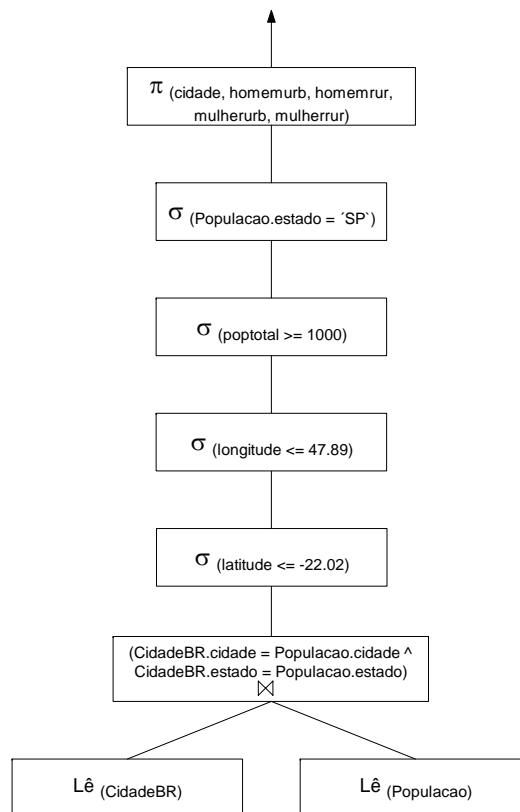 π (cidade, homemurb, homemrur,
mulherurb, mulherrur)
σ (Populacao.estado = ´SP`)
σ (poptotal >= 1000)
σ (longitude <= 47.89)
σ (latitude <= -22.02)
(CidadeBR.cidade = Populacao.cidade ^
CidadeBR.estado = Populacao.estado)
⋈
Lê (CidadeBR)
Lê (Populacao)